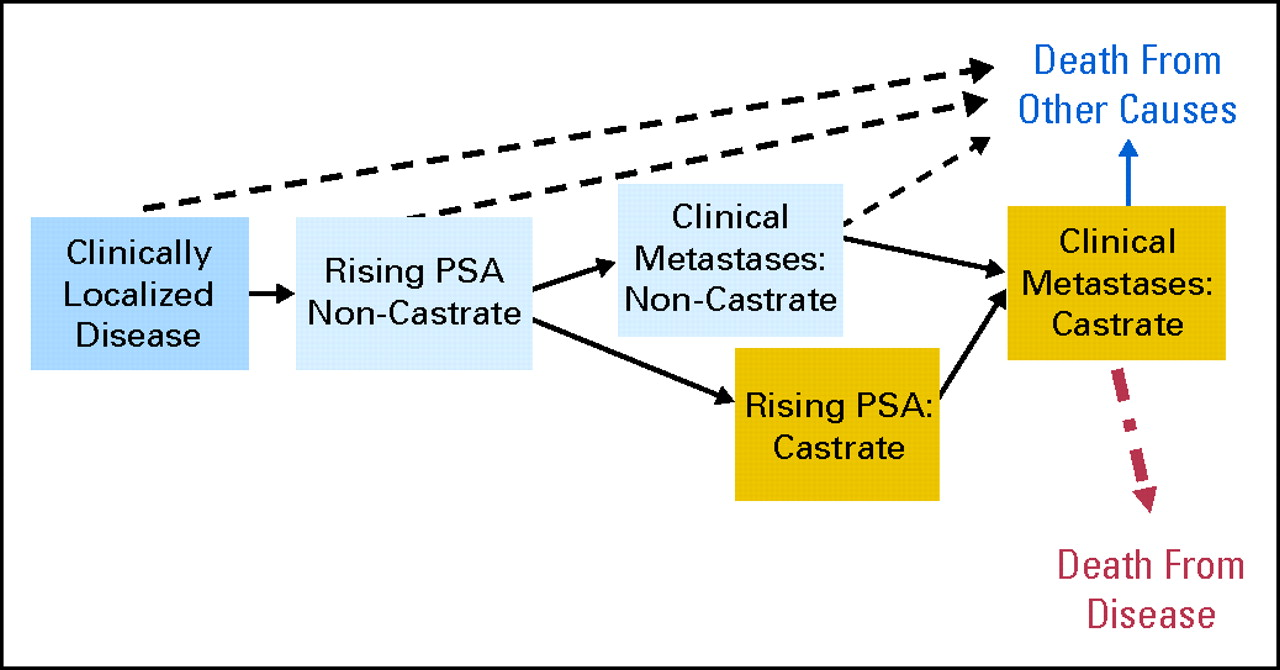 Death From
Other Causes
Clinically
Localized
Disease
Rising PSA
Non-Castrate
Clinical
Metastases:
Non-Castrate
Rising PSA:
Castrate
Clinical
Metastases:
Castrate
Death From
Disease